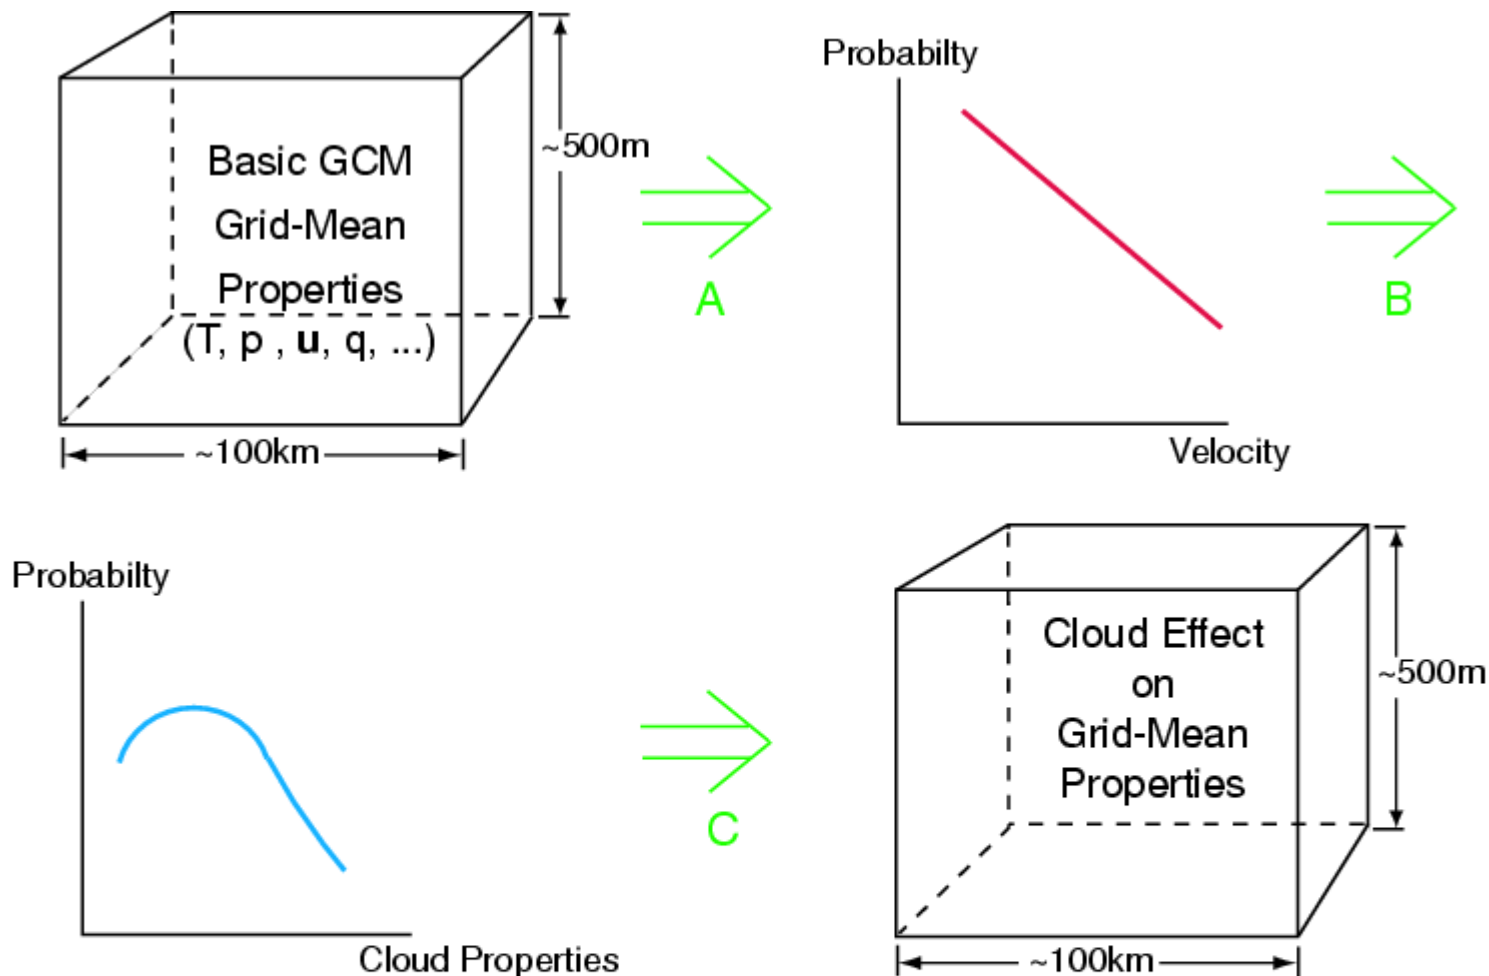 Basic GCM
Grid-Mean
Properties
(T, p , u, q, ...)
~500m
~100km
A
Probabilty
Velocity
B
Probabilty
Cloud Properties
C
Cloud Effect
on
Grid-Mean
Properties
~500m
~100km